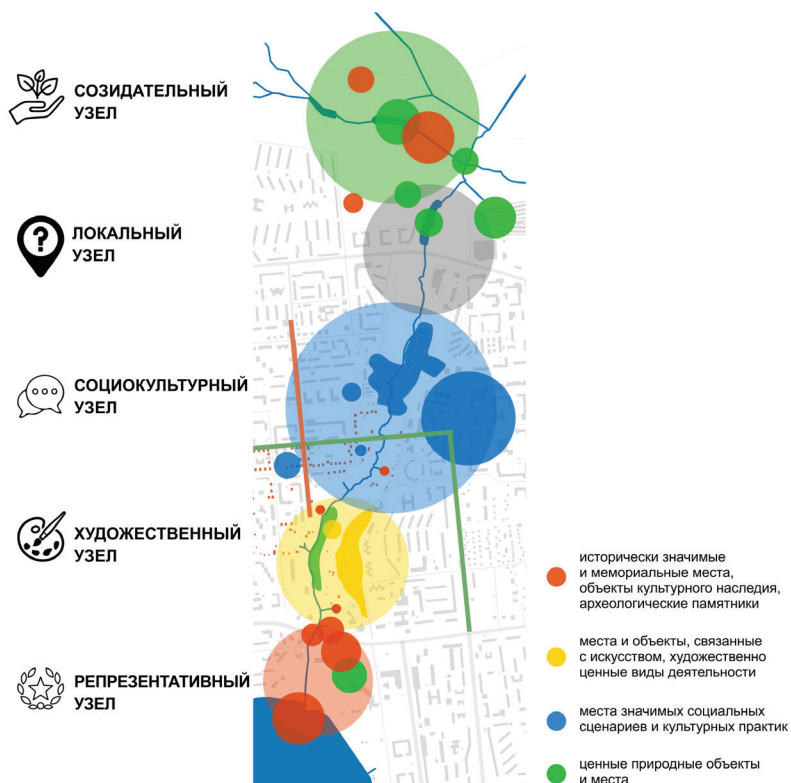 СОЗИДАТЕЛЬНЫЙ
УЗЕЛ
ЛОКАЛЬНЫЙ
УЗЕЛ
СОЦИОКУЛЬТУРНЫЙ
УЗЕЛ
ХУДОЖЕСТВЕННЫЙ
УЗЕЛ
РЕПРЕЗЕНТАТИВНЫЙ
УЗЕЛ
исторически значимые
и мемориальные места,
объекты культурного наследия,
археологические памятники
места и объекты, связанные
с искусством, художественно
ценные виды деятельности
места значимых социальных
сценариев и культурных практик
ценные природные объекты
и места